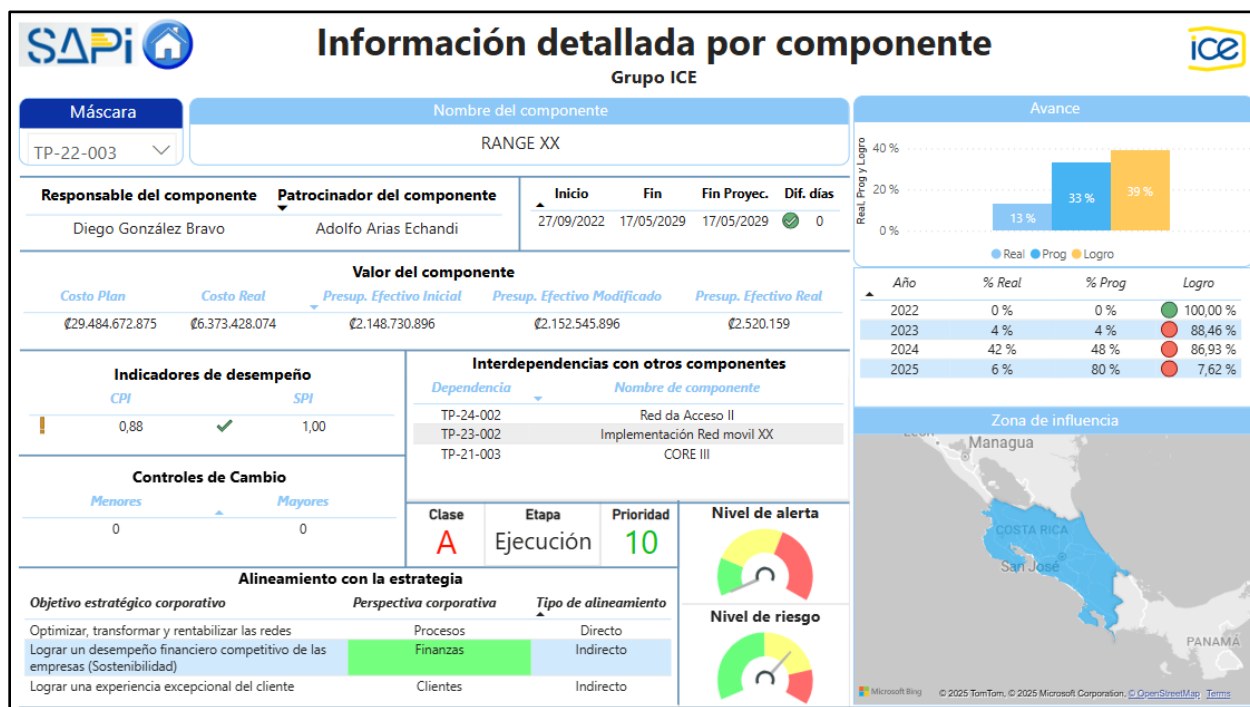 SAPi
Información detallada por componente
Grupo ICE
ice
Máscara
TP-22-003
Nombre del componente
RANGE XX
Responsable del componente Patrocinador del componente
Diego González Bravo Adolfo Arias Echandi
Inicio Fin Fin Proyec. Dif. días
27/09/2022 17/05/2029 17/05/2029 0
Avance
Real, Prog y Logro
40 %
20 %
0 %
13 %
33 %
39 %
Real Prog Logro
Valor del componente
Costo Plan Costo Real Presup. Efectivo Inicial Presup. Efectivo Modificado Presup. Efectivo Real
₡29.484.672.875 ₡6.373.428.074 ₡2.148.730.896 ₡2.152.545.896 ₡2.520.159
Año % Real % Prog Logro
2022 0 % 0 % 100,00 %
2023 4 % 4 % 88,46 %
2024 42 % 48 % 86,93 %
2025 6 % 80 % 7,62 %
Indicadores de desempeño
CPI SPI
0,88 1,00
Interdependencias con otros componentes
Dependencia Nombre de componente
TP-24-002 Red da Acceso II
TP-23-002 Implementación Red movil XX
TP-21-003 CORE III
Controles de Cambio
Menores Mayores
0 0
Clase Etapa Prioridad
A Ejecución 10
Nivel de alerta
Nivel de riesgo
Alineamiento con la estrategia
Objetivo estratégico corporativo Perspectiva corporativa Tipo de alineamiento
Optimizar, transformar y rentabilizar las redes Procesos Directo
Lograr un desempeño financiero competitivo de las Finanzas Indirecto
empresas (Sostenibilidad)
Lograr una experiencia excepcional del cliente Clientes Indirecto
Zona de influencia
Managua
COSTA RICA
San José
PANAMÁ
Microsoft Bing © 2025 TomTom, © 2025 Microsoft Corporation, © OpenStreetMap Terms